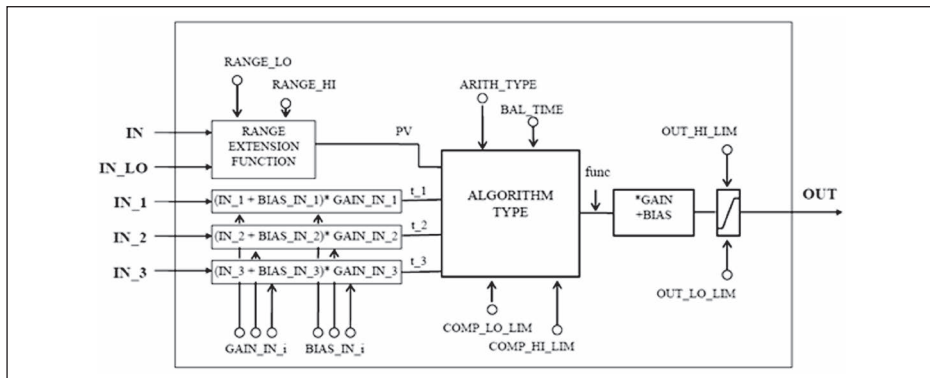 RANGE_LO
RANGE_HI
ARITH_TYPE
BAL_TIME
IN
RANGE
EXTENSION
FUNCTION
PV
OUT_HI_LIM
IN_LO
func
IN_1
(IN_1 + BIAS_IN_1)* GAIN_IN_1
t_1
ALGORITHM
TYPE
*GAIN
+BIAS
OUT
IN_2
(IN_2 + BIAS_IN_2)* GAIN_IN_2
t_2
IN_3
(IN_3 + BIAS_IN_3)* GAIN_IN_3
t_3
OUT_LO_LIM
COMP_LO_LIM
COMP_HI_LIM
GAIN_IN_i
BIAS_IN_i